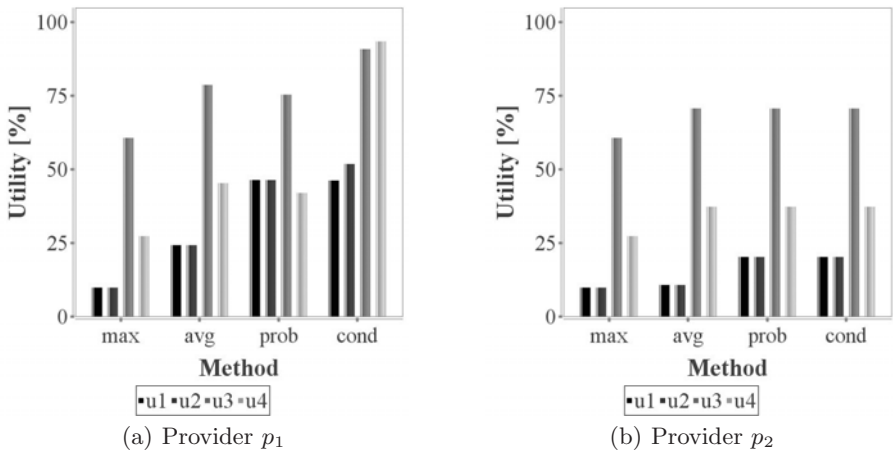 100
75
50
25
0
Utility [%]
max avg prob cond
Method
u1 u2 u3 u4
(a) Provider p1
100
75
50
25
0
Utility [%]
max avg prob cond
Method
u1 u2 u3 u4
(b) Provider p2